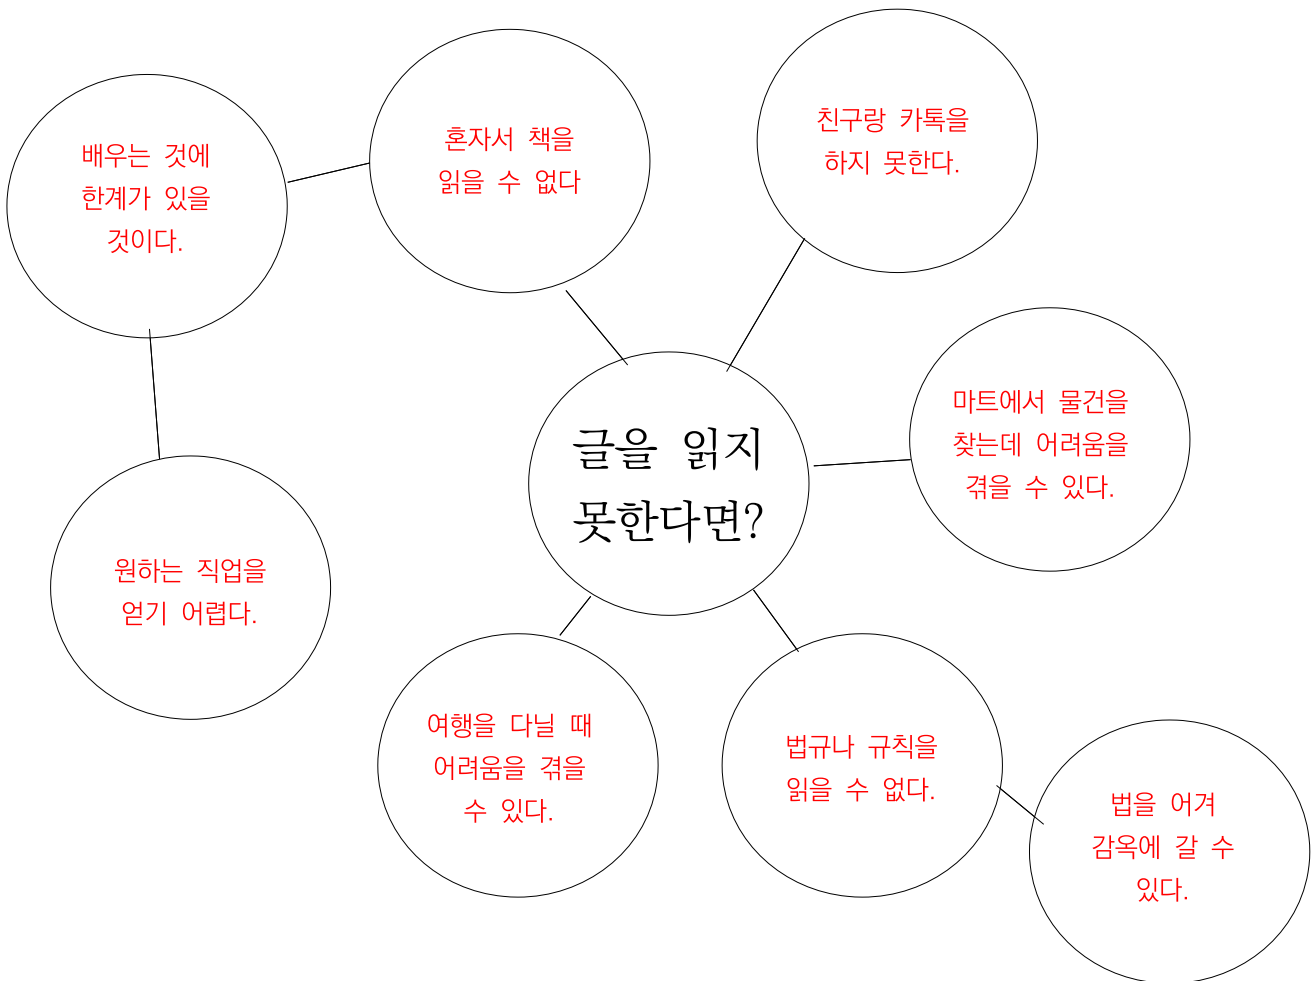 배우는 것에
한계가 있을
것이다.
혼자서 책을
읽을 수 없다
친구랑 카톡을
하지 못한다.
마트에서 물건을
찾는데 어려움을
겪을 수 있다.
글을 읽지
못한다면?
원하는 직업을
얻기 어렵다.
여행을 다닐 때
어려움을 겪을
수 있다.
법규나 규칙을
읽을 수 없다.
법을 어겨
감옥에 갈 수
있다.